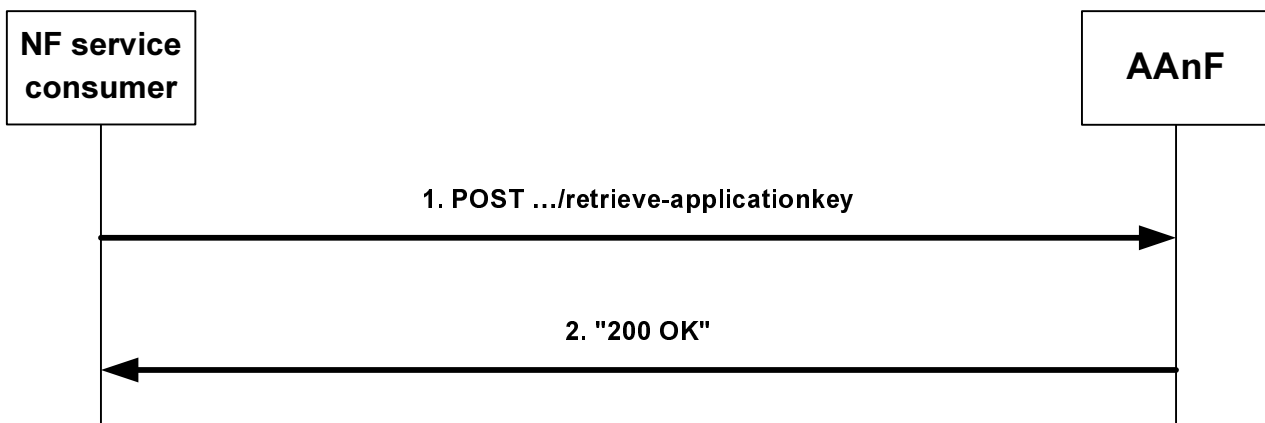 NF service
consumer
AAnF
1. POST …/retrieve-applicationkey
2. "200 OK"